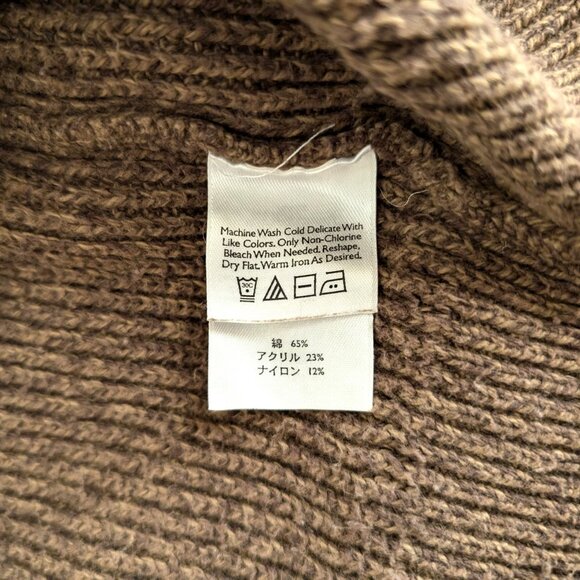 Machine Wash Cold Delicate With
Like Colors. Only Non-Chlorine
Bleach When Needed. Reshape,
Dry Flat. Warm Iron As Desired.
30C
綿 65%
アクリル 23%
ナイロン 12%